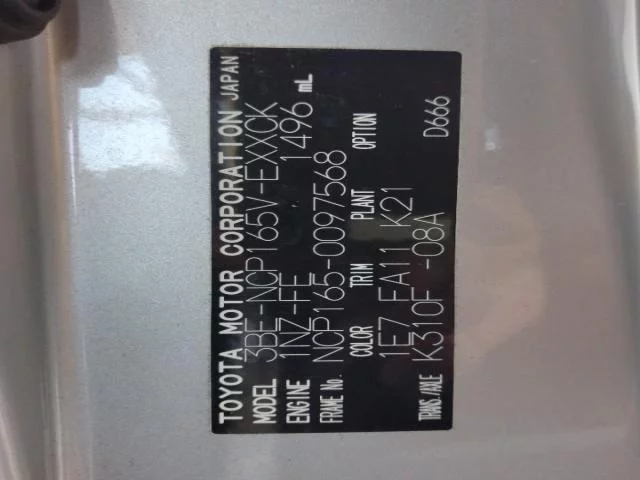 TOYOTA MOTOR CORPORATION JAPAN
MODEL 3BE-NCP165V-EXXCK
ENGINE 1NZ-FE 1496 mL
FRAME No. NCP165-0097568
COLOR TRIM PLANT OPTION
1E7 FA11 K21
TRANS./AXLE K310F -08A D666